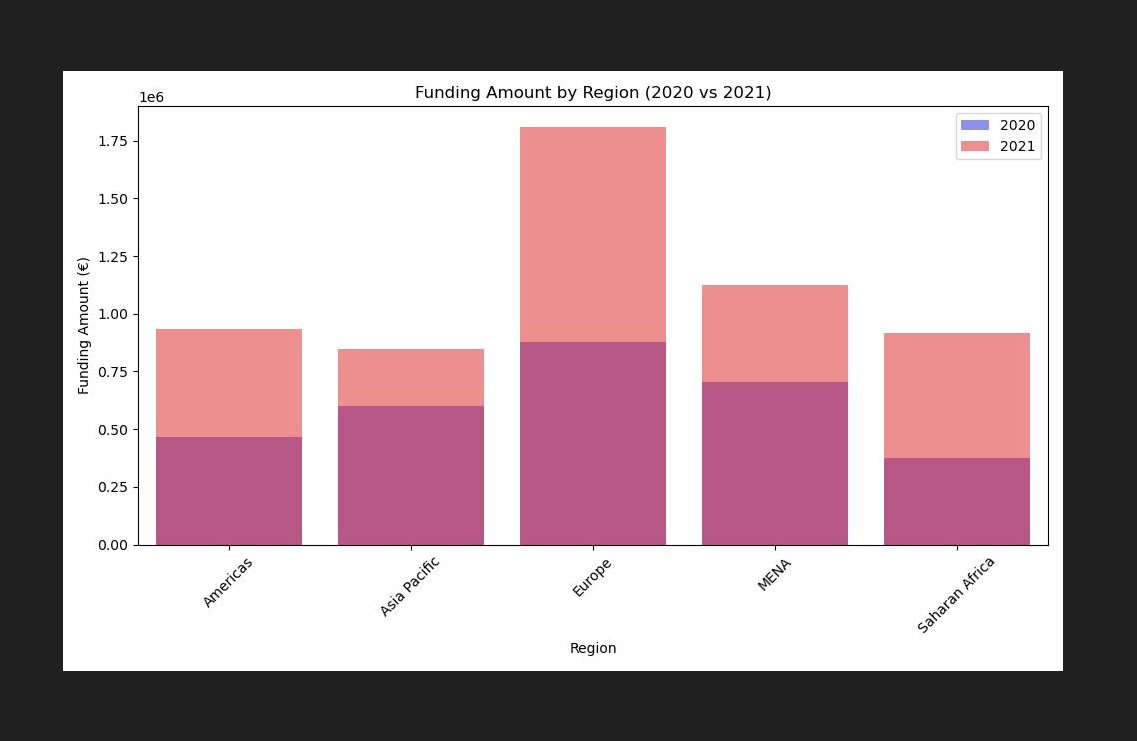 Funding Amount by Region (2020 vs 2021)
1e6
2020
2021
1.75
1.50
1.25
1.00
0.75
0.50
0.25
0.00
Funding Amount (€)
Americas
Asia Pacific
Europe
MENA
Saharan Africa
Region